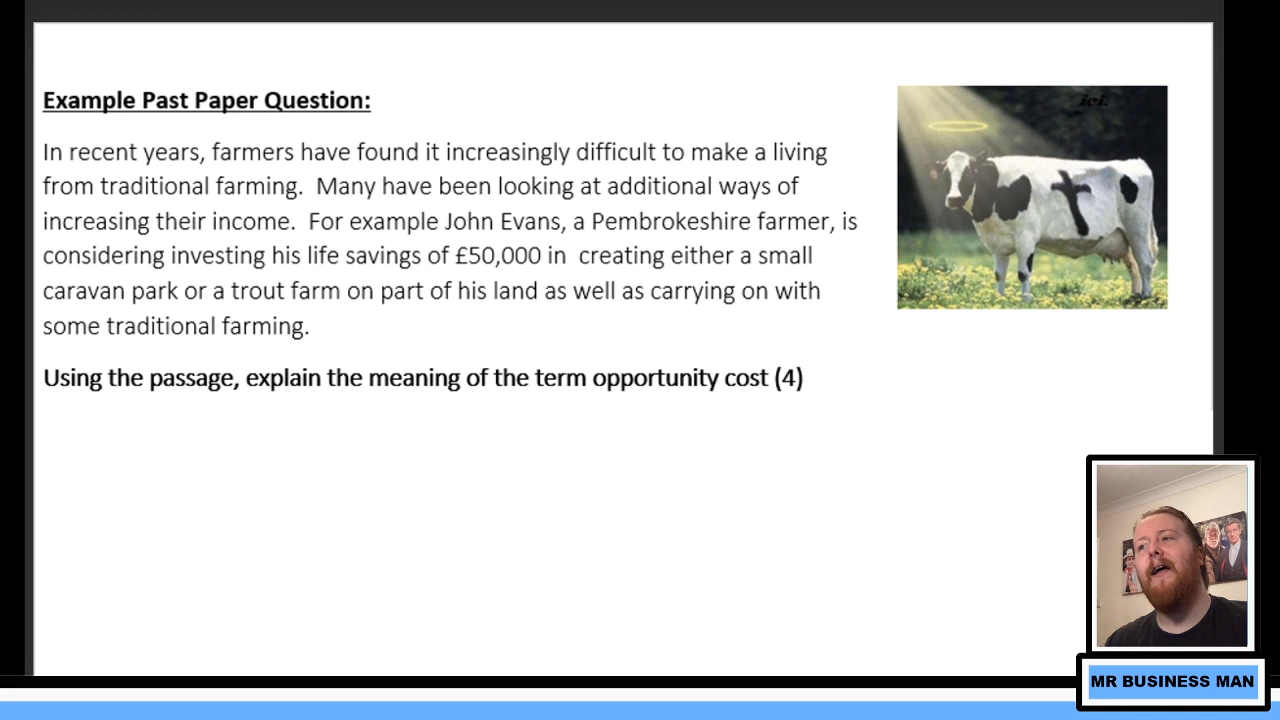 Example Past Paper Question:
In recent years, farmers have found it increasingly difficult to make a living
from traditional farming.  Many have been looking at additional ways of
increasing their income.  For example John Evans, a Pembrokeshire farmer, is
considering investing his life savings of £50,000 in  creating either a small
caravan park or a trout farm on part of his land as well as carrying on with
some traditional farming.
Using the passage, explain the meaning of the term opportunity cost (4)
MR BUSINESS MAN